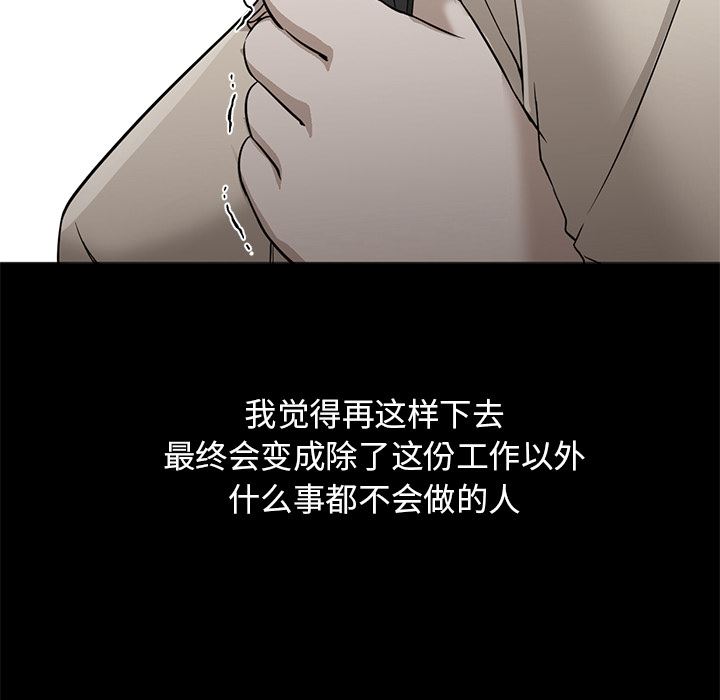 我觉得再这样下去
最终会变成除了这份工作以外
什么事都不会做的人